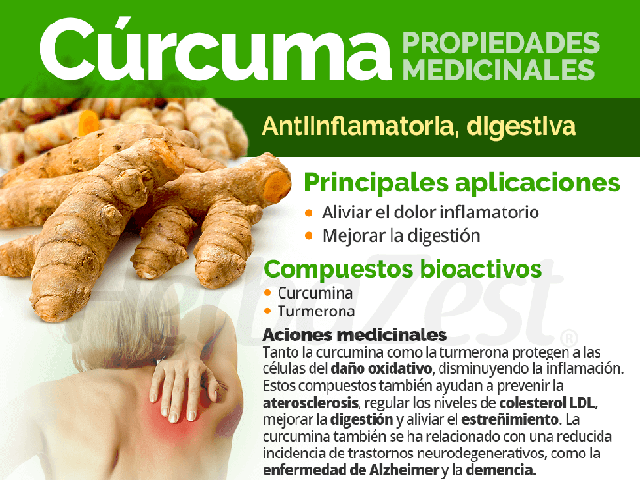 Cúrcuma PROPIEDADES
MEDICINALES
Antiinflamatoria, digestiva
Principales aplicaciones
• Aliviar el dolor inflamatorio
• Mejorar la digestión
Compuestos bioactivos
• Curcumina
• Turmerona
Aciones medicinales
Tanto la curcumina como la turmerona protegen a las
células del daño oxidativo, disminuyendo la inflamación.
Estos compuestos también ayudan a prevenir la
aterosclerosis, regular los niveles de colesterol LDL,
mejorar la digestión y aliviar el estreñimiento. La
curcumina también se ha relacionado con una reducida
incidencia de trastornos neurodegenerativos, como la
enfermedad de Alzheimer y la demencia.
HerbaZest®